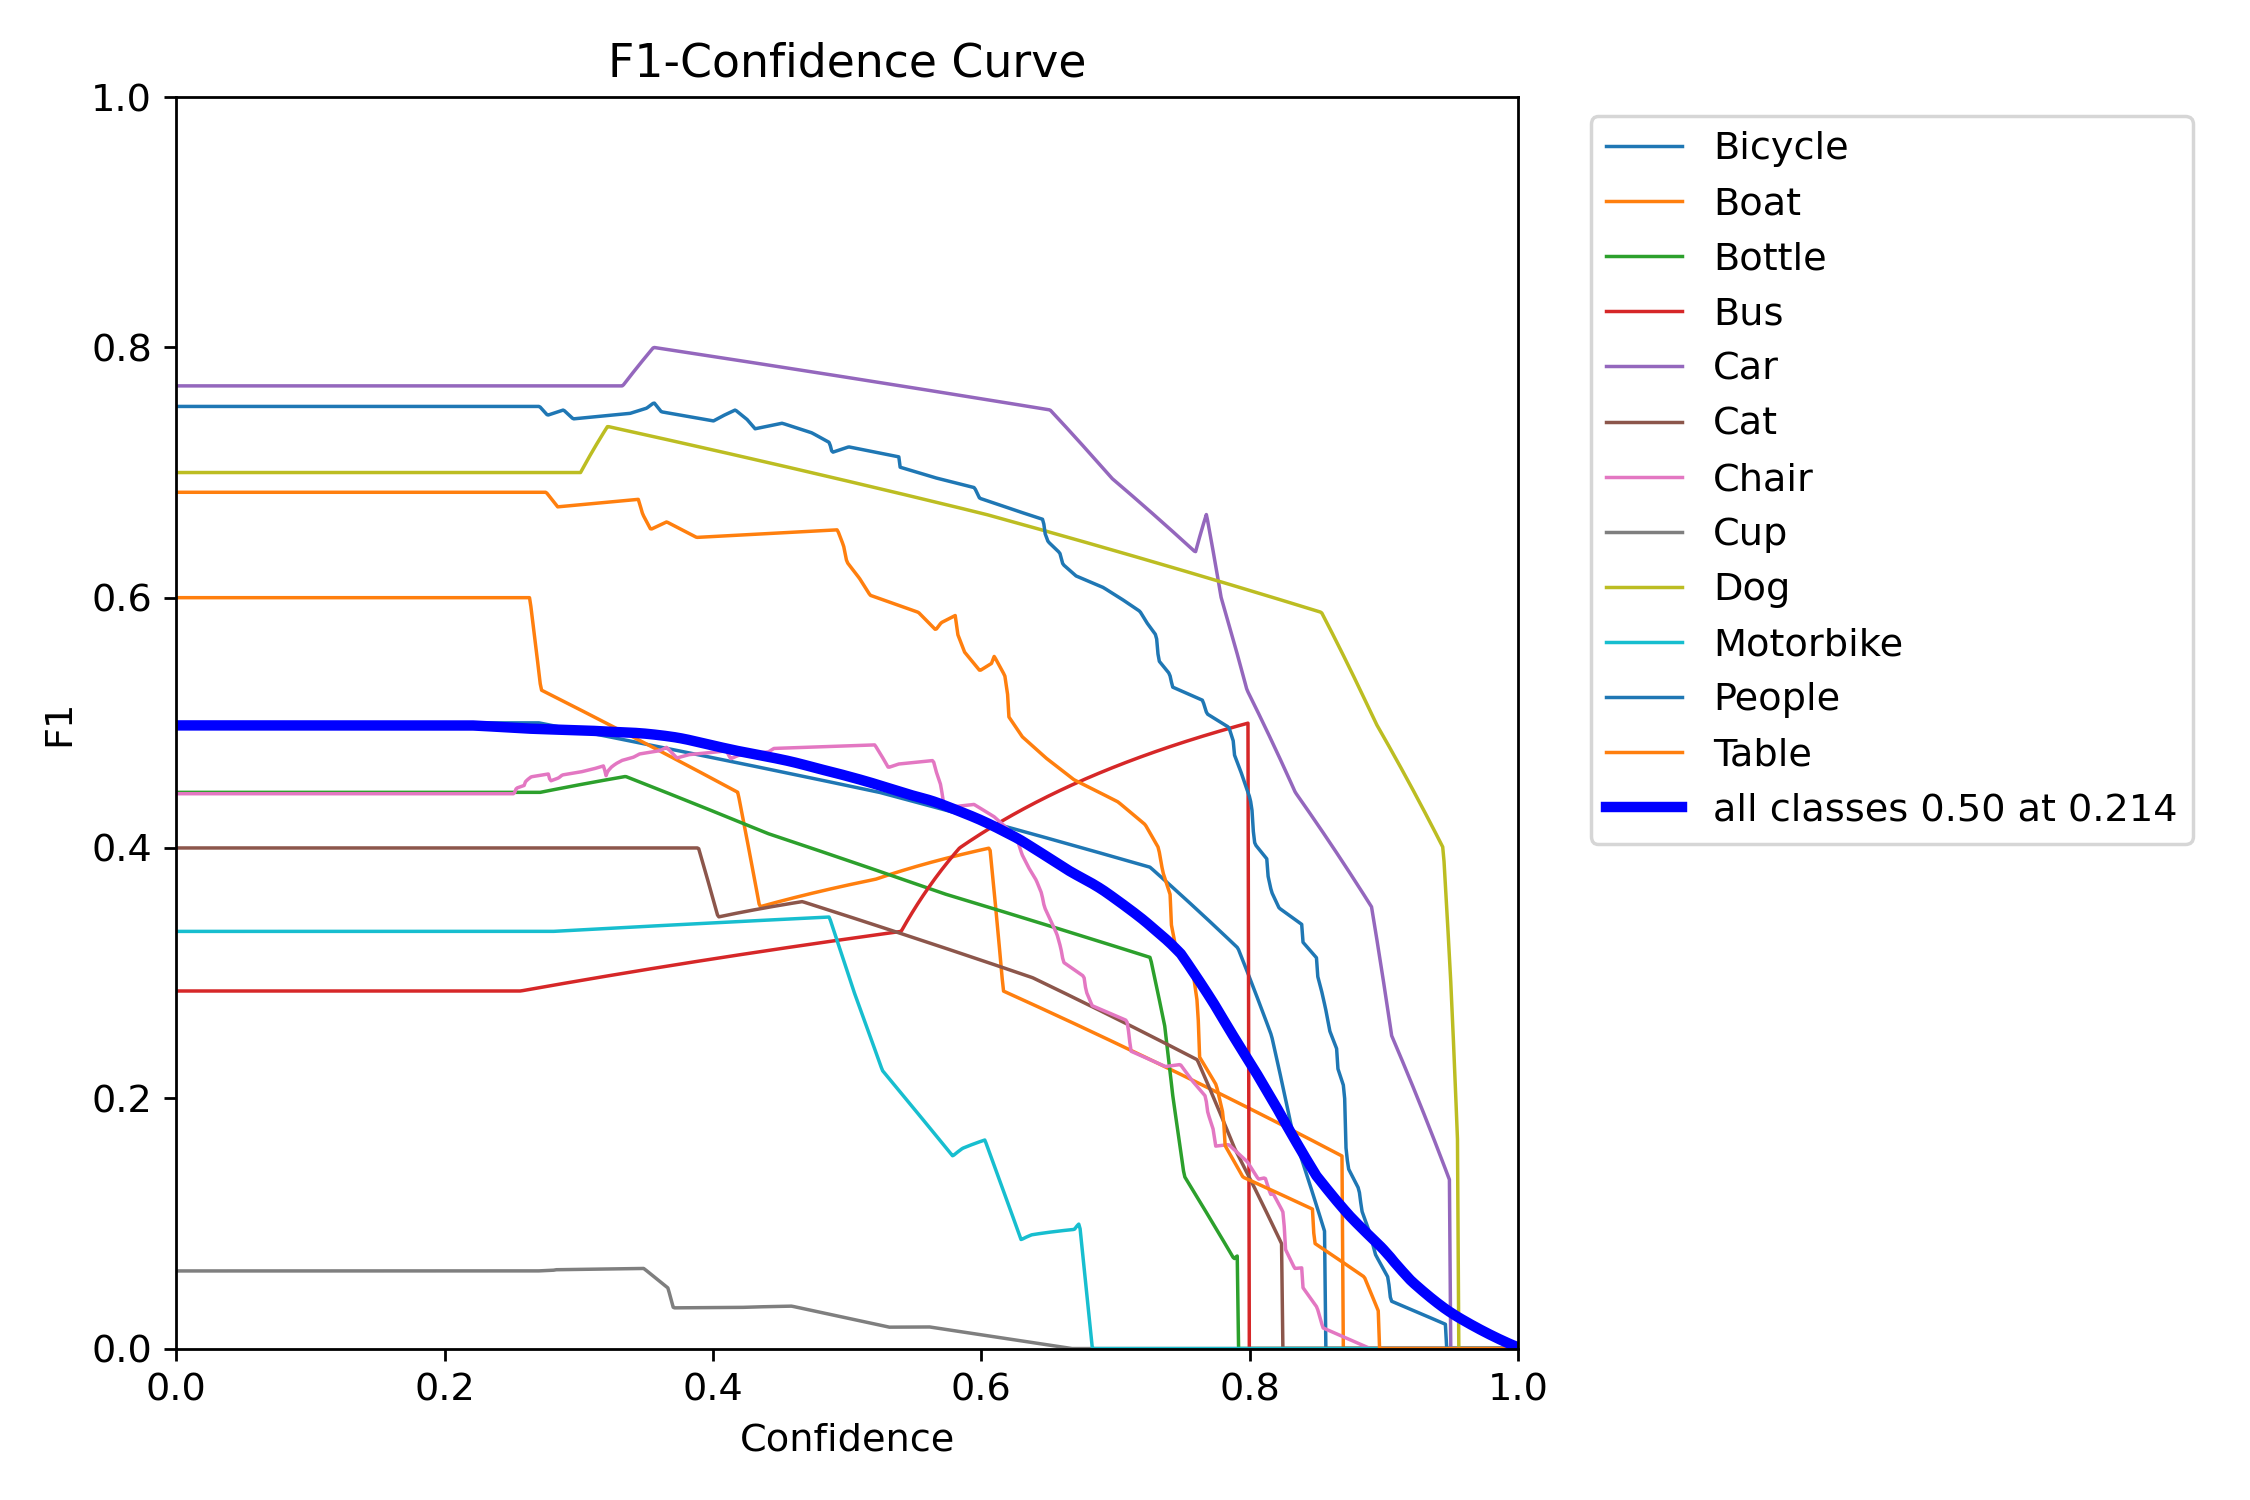 F1-Confidence Curve
1.0
0.8
0.6
0.4
0.2
0.0
F1
0.0 0.2 0.4 0.6 0.8 1.0
Confidence
Bicycle
Boat
Bottle
Bus
Car
Cat
Chair
Cup
Dog
Motorbike
People
Table
all classes 0.50 at 0.214